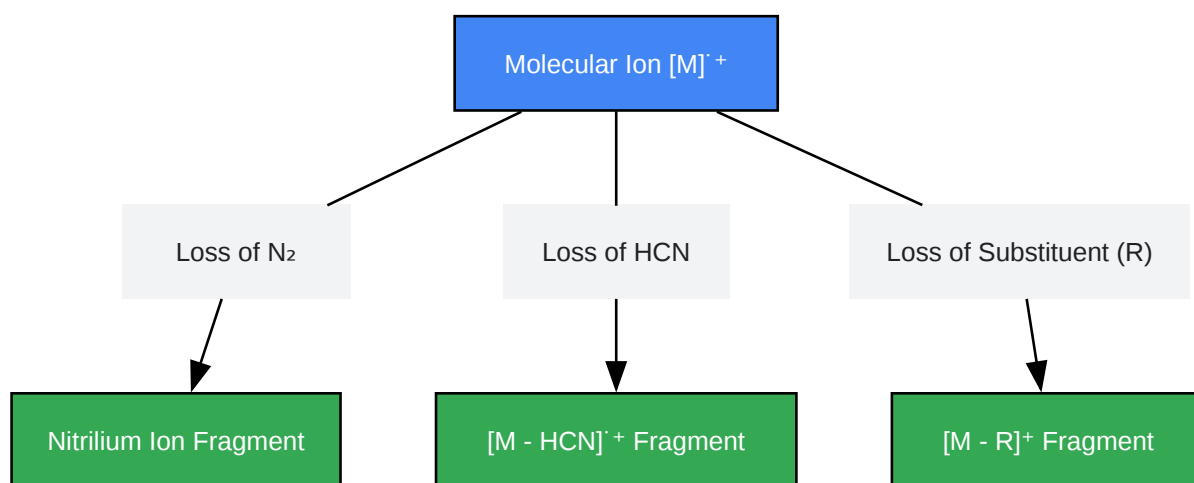 Molecular Ion [M]˙⁺
Loss of N₂
Loss of HCN
Loss of Substituent (R)
Nitrilium Ion Fragment
[M - HCN]˙⁺ Fragment
[M - R]⁺ Fragment